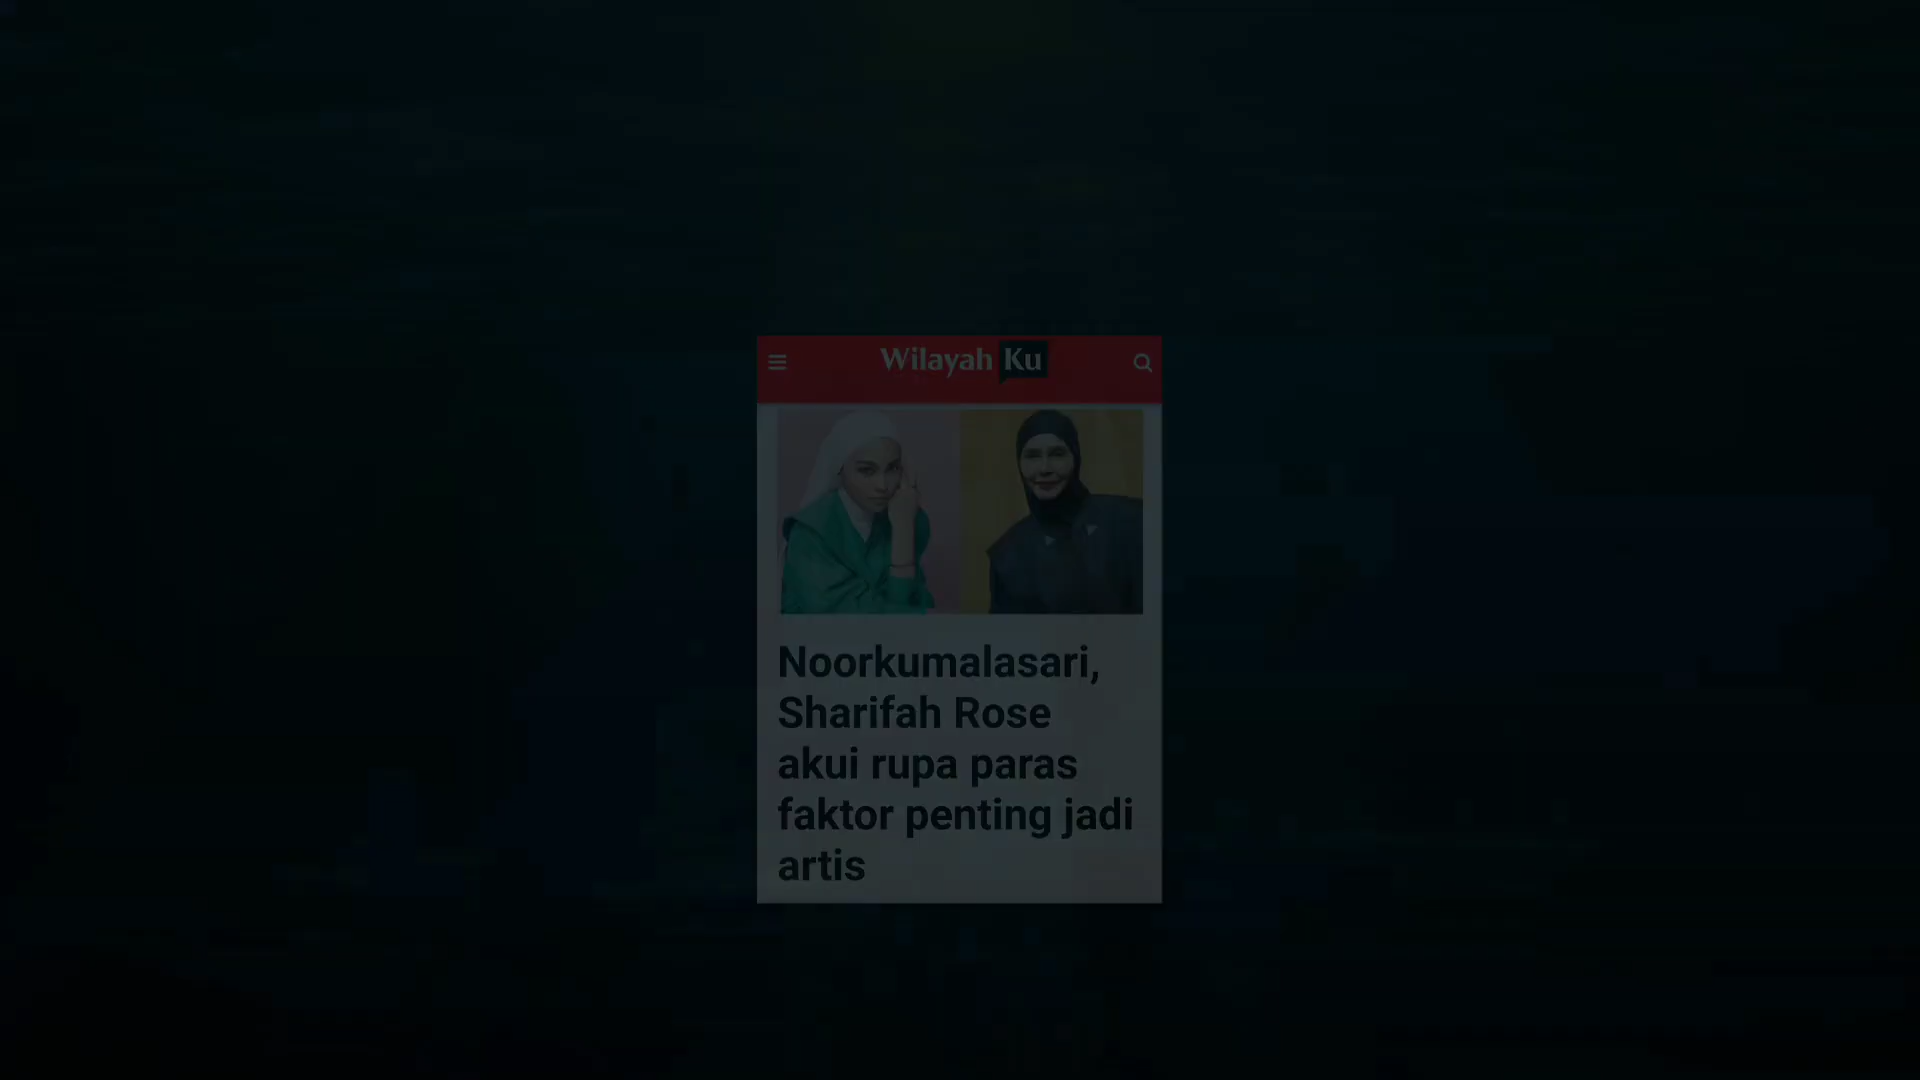 Wilayah Ku
Noorkumalasari,
Sharifah Rose
akui rupa paras
faktor penting jadi
artis